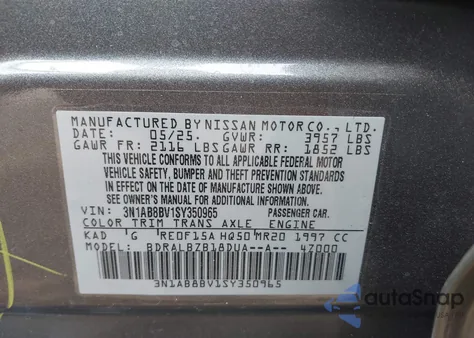 MANUFACTURED BY NISSAN MOTOR CO., LTD.
DATE: 05/25. GVWR: 3957 LBS
GAWR FR: 2116 LBS GAWR RR: 1852 LBS
THIS VEHICLE CONFORMS TO ALL APPLICABLE FEDERAL MOTOR
VEHICLE SAFETY, BUMPER, AND THEFT PREVENTION STANDARDS
IN EFFECT ON THE DATE OF MANUFACTURE SHOWN ABOVE.
SEE OWNER'S MANUAL FOR ADDITIONAL INFORMATION
VIN: 3N1AB8BV1SY350965 PASSENGER CAR.
COLOR TRIM TRANS AXLE ENGINE
KAD G RE0F15A HQ50 MR20 1997 CC
MODEL: BDRALBZB18DUA--A-- 47000
3N1AB8BV1SY350965
autoSnap